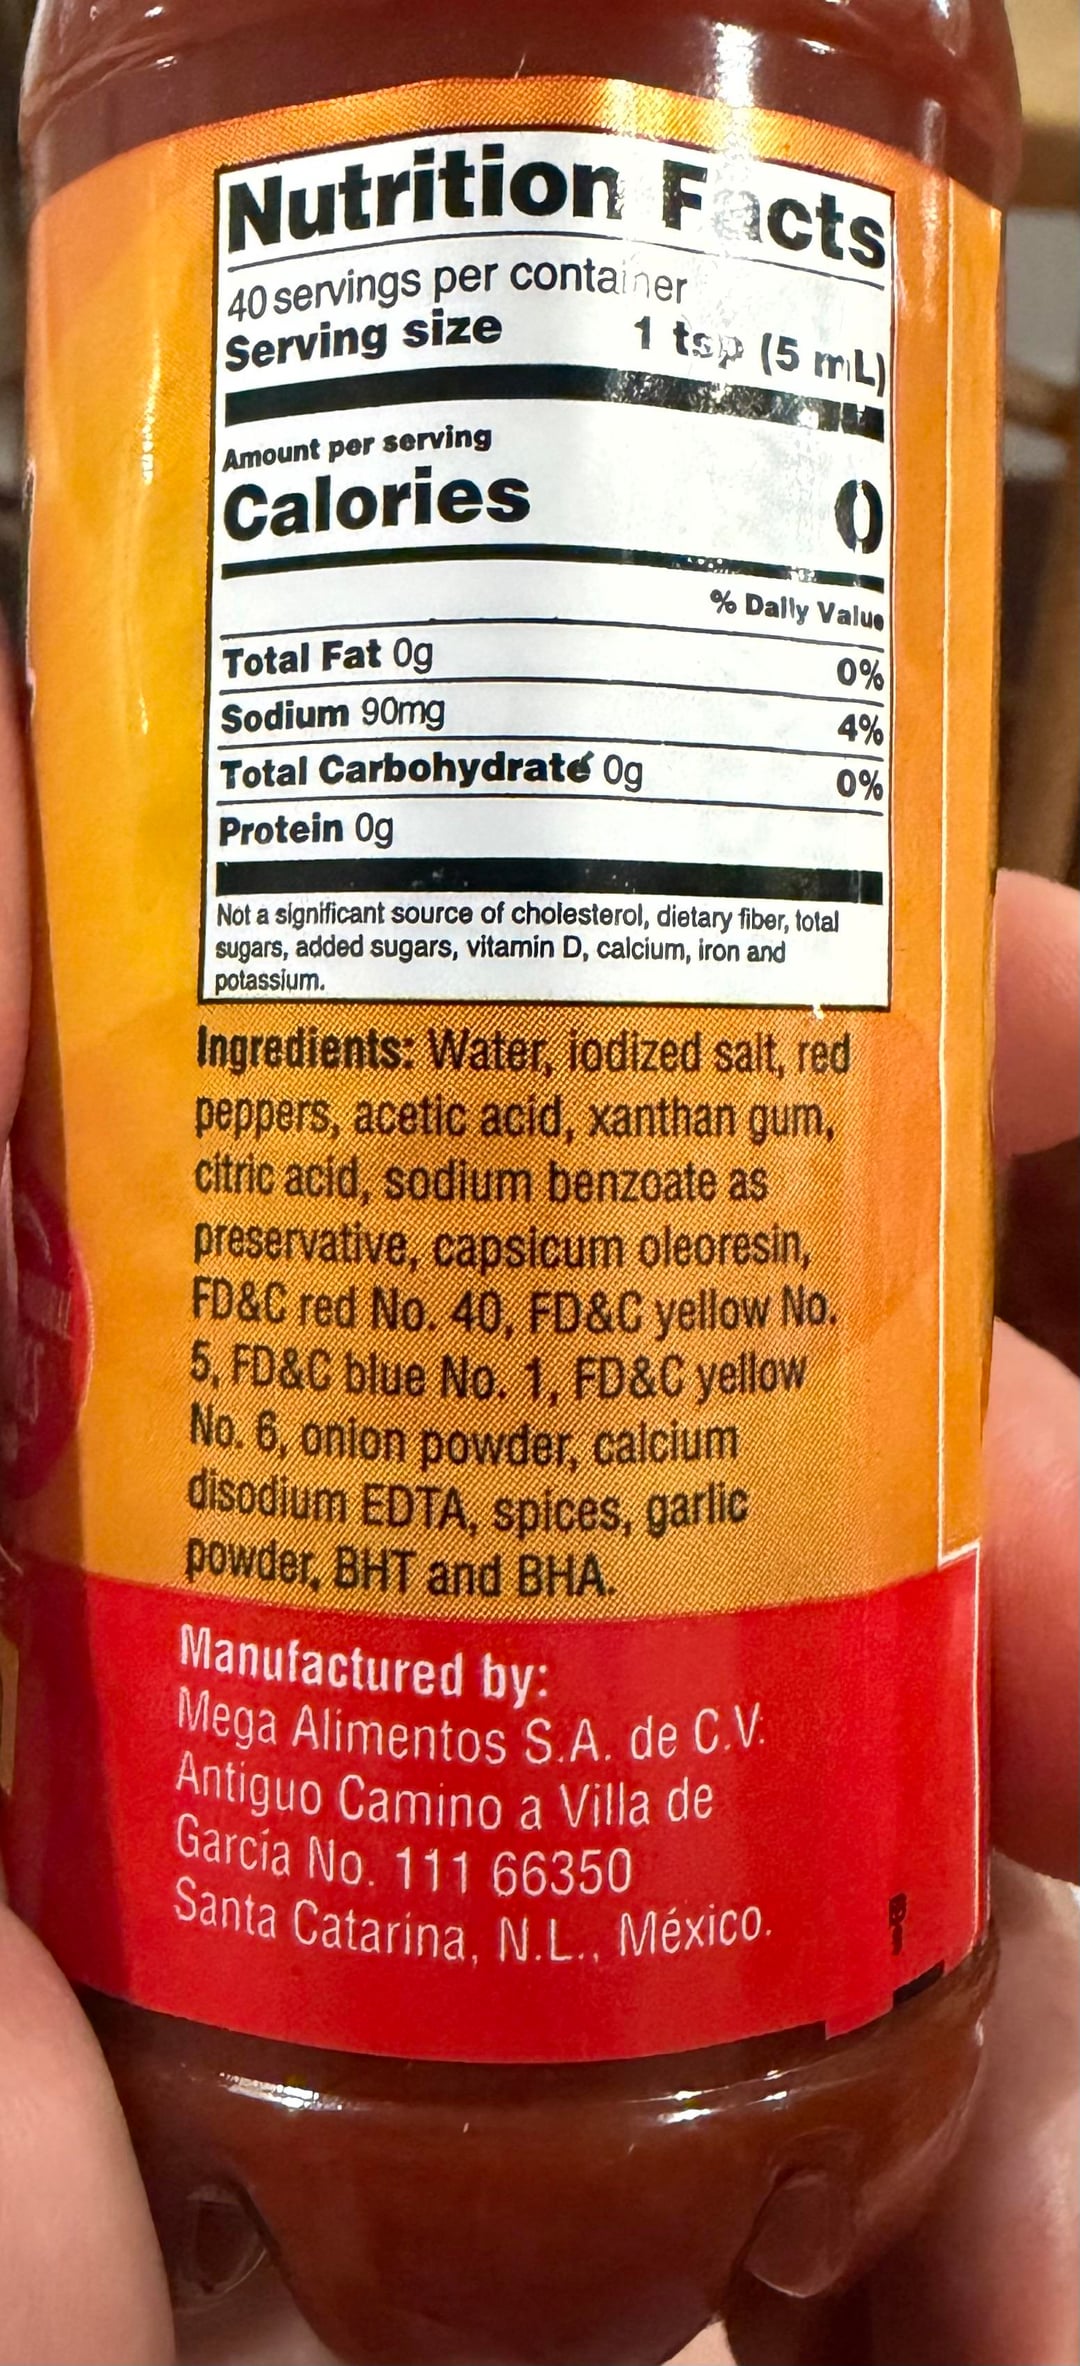 Nutrition Facts
40 servings per container
Serving size 1 tsp (5 mL)
Amount per serving
Calories 0
% Daily Value
Total Fat 0g 0%
Sodium 90mg 4%
Total Carbohydrate 0g 0%
Protein 0g
Not a significant source of cholesterol, dietary fiber, total
sugars, added sugars, vitamin D, calcium, iron and
potassium.
Ingredients: Water, iodized salt, red
peppers, acetic acid, xanthan gum,
citric acid, sodium benzoate as
preservative, capsicum oleoresin,
FD&C red No. 40, FD&C yellow No.
5, FD&C blue No. 1, FD&C yellow
No. 6, onion powder, calcium
disodium EDTA, spices, garlic
powder, BHT and BHA.
Manufactured by:
Mega Alimentos S.A. de C.V.
Antiguo Camino a Villa de
García No. 111 66350
Santa Catarina, N.L., México.